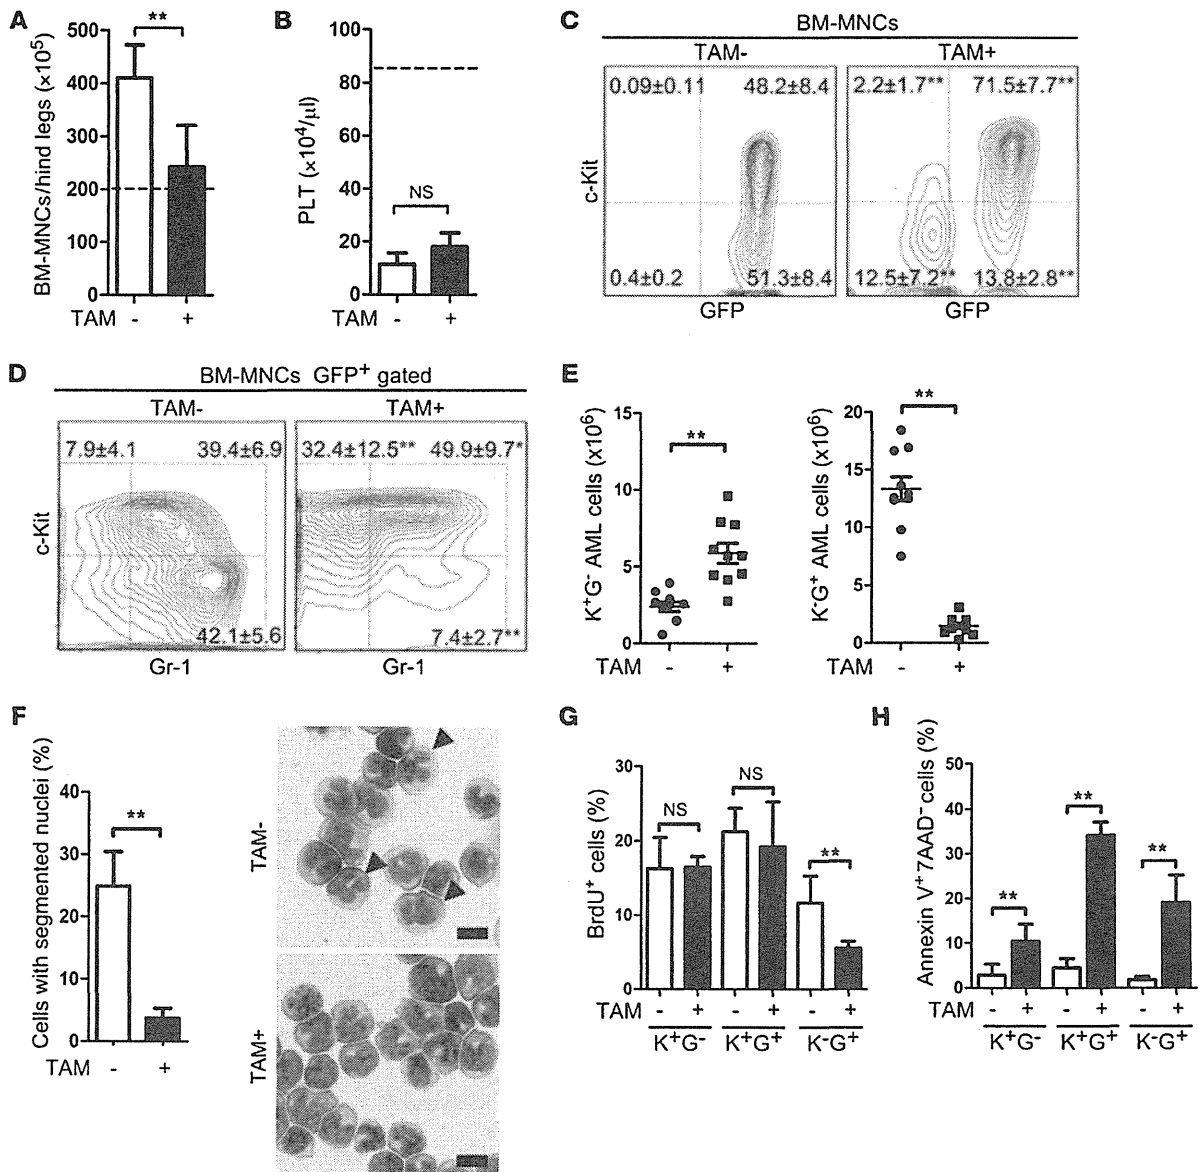 A
BM-MNCs/hind legs (×10⁵)
500
400
300
200
100
0
**
TAM - +
B
PLT (×10⁴/μl)
100
80
60
40
20
0
NS
TAM - +
C
BM-MNCs
TAM- TAM+
c-Kit
0.09±0.11 48.2±8.4
0.4±0.2 51.3±8.4
2.2±1.7** 71.5±7.7**
12.5±7.2** 13.8±2.8**
GFP GFP
D
BM-MNCs GFP⁺ gated
TAM- TAM+
c-Kit
7.9±4.1 39.4±6.9
42.1±5.6
32.4±12.5** 49.9±9.7*
7.4±2.7**
Gr-1 Gr-1
E
K⁺G⁻ AML cells (x10⁶)
15
10
5
0
**
TAM - +
K⁻G⁺ AML cells (x10⁶)
20
15
10
5
0
**
- +
F
Cells with segmented nuclei (%)
40
30
20
10
0
**
TAM - +
TAM-
TAM+
G
BrdU⁺ cells (%)
30
20
10
0
NS NS **
TAM - + - + - +
K⁺G⁻ K⁺G⁺ K⁻G⁺
H
Annexin V⁺7AAD⁻ cells (%)
50
40
30
20
10
0
** ** **
TAM - + - + - +
K⁺G⁻ K⁺G⁺ K⁻G⁺